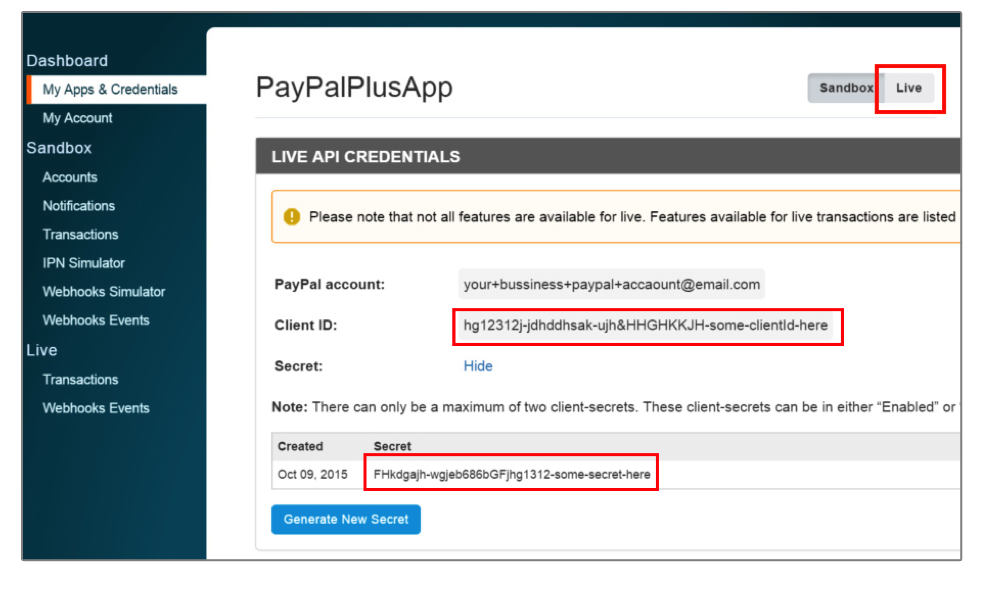 Dashboard
My Apps & Credentials
My Account
Sandbox
Accounts
Notifications
Transactions
IPN Simulator
Webhooks Simulator
Webhooks Events
Live
Transactions
Webhooks Events
PayPalPlusApp
Sandbox Live
LIVE API CREDENTIALS
Please note that not all features are available for live. Features available for live transactions are listed
PayPal account: your+bussiness+paypal+accaount@email.com
Client ID: hg12312j-jdhddhsak-ujh&HHGHKKJH-some-clientId-here
Secret: Hide
Note: There can only be a maximum of two client-secrets. These client-secrets can be in either “Enabled” or
Created Secret
Oct 09, 2015 FHkdgajh-wgjeb686bGFjhg1312-some-secret-here
Generate New Secret